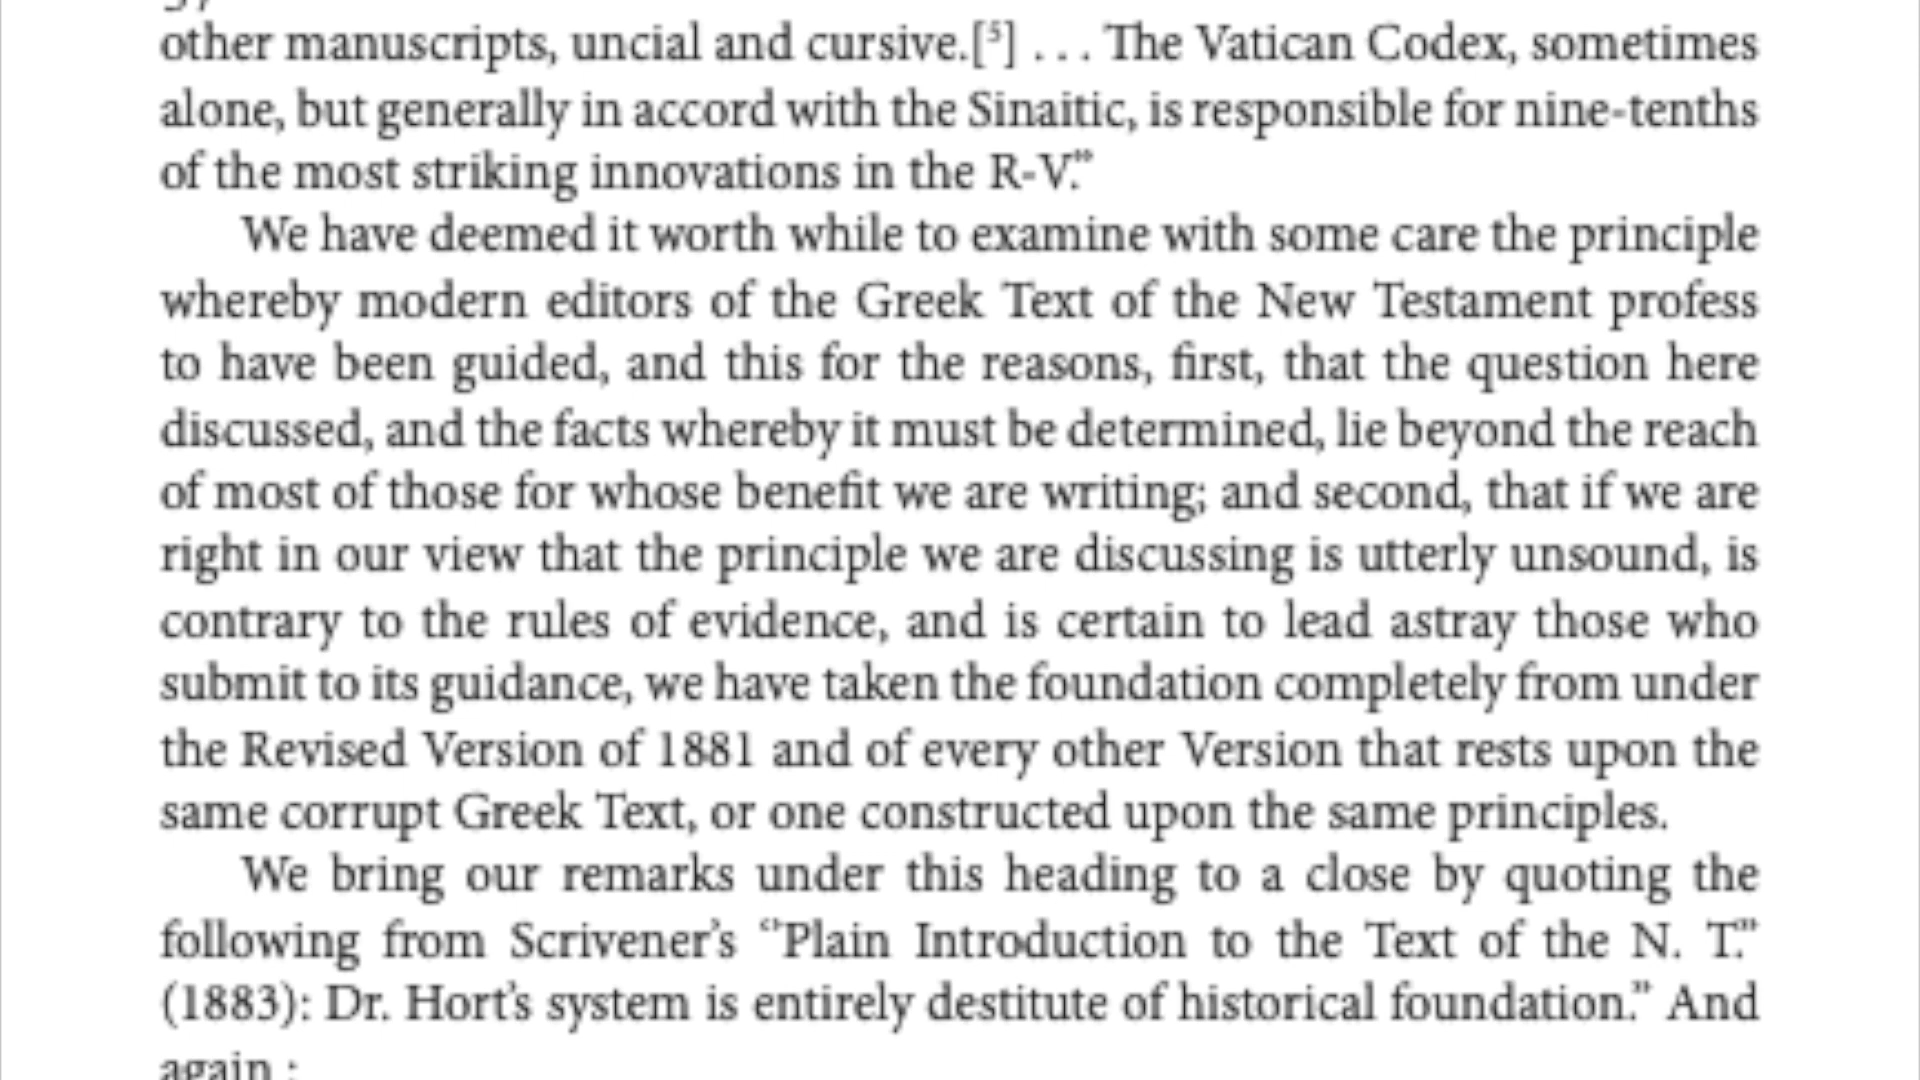 other manuscripts, uncial and cursive.[⁵] . . . The Vatican Codex, sometimes
alone, but generally in accord with the Sinaitic, is responsible for nine-tenths
of the most striking innovations in the R-V.”
We have deemed it worth while to examine with some care the principle
whereby modern editors of the Greek Text of the New Testament profess
to have been guided, and this for the reasons, first, that the question here
discussed, and the facts whereby it must be determined, lie beyond the reach
of most of those for whose benefit we are writing; and second, that if we are
right in our view that the principle we are discussing is utterly unsound, is
contrary to the rules of evidence, and is certain to lead astray those who
submit to its guidance, we have taken the foundation completely from under
the Revised Version of 1881 and of every other Version that rests upon the
same corrupt Greek Text, or one constructed upon the same principles.
We bring our remarks under this heading to a close by quoting the
following from Scrivener’s “Plain Introduction to the Text of the N. T.”
(1883): Dr. Hort’s system is entirely destitute of historical foundation.” And
again :